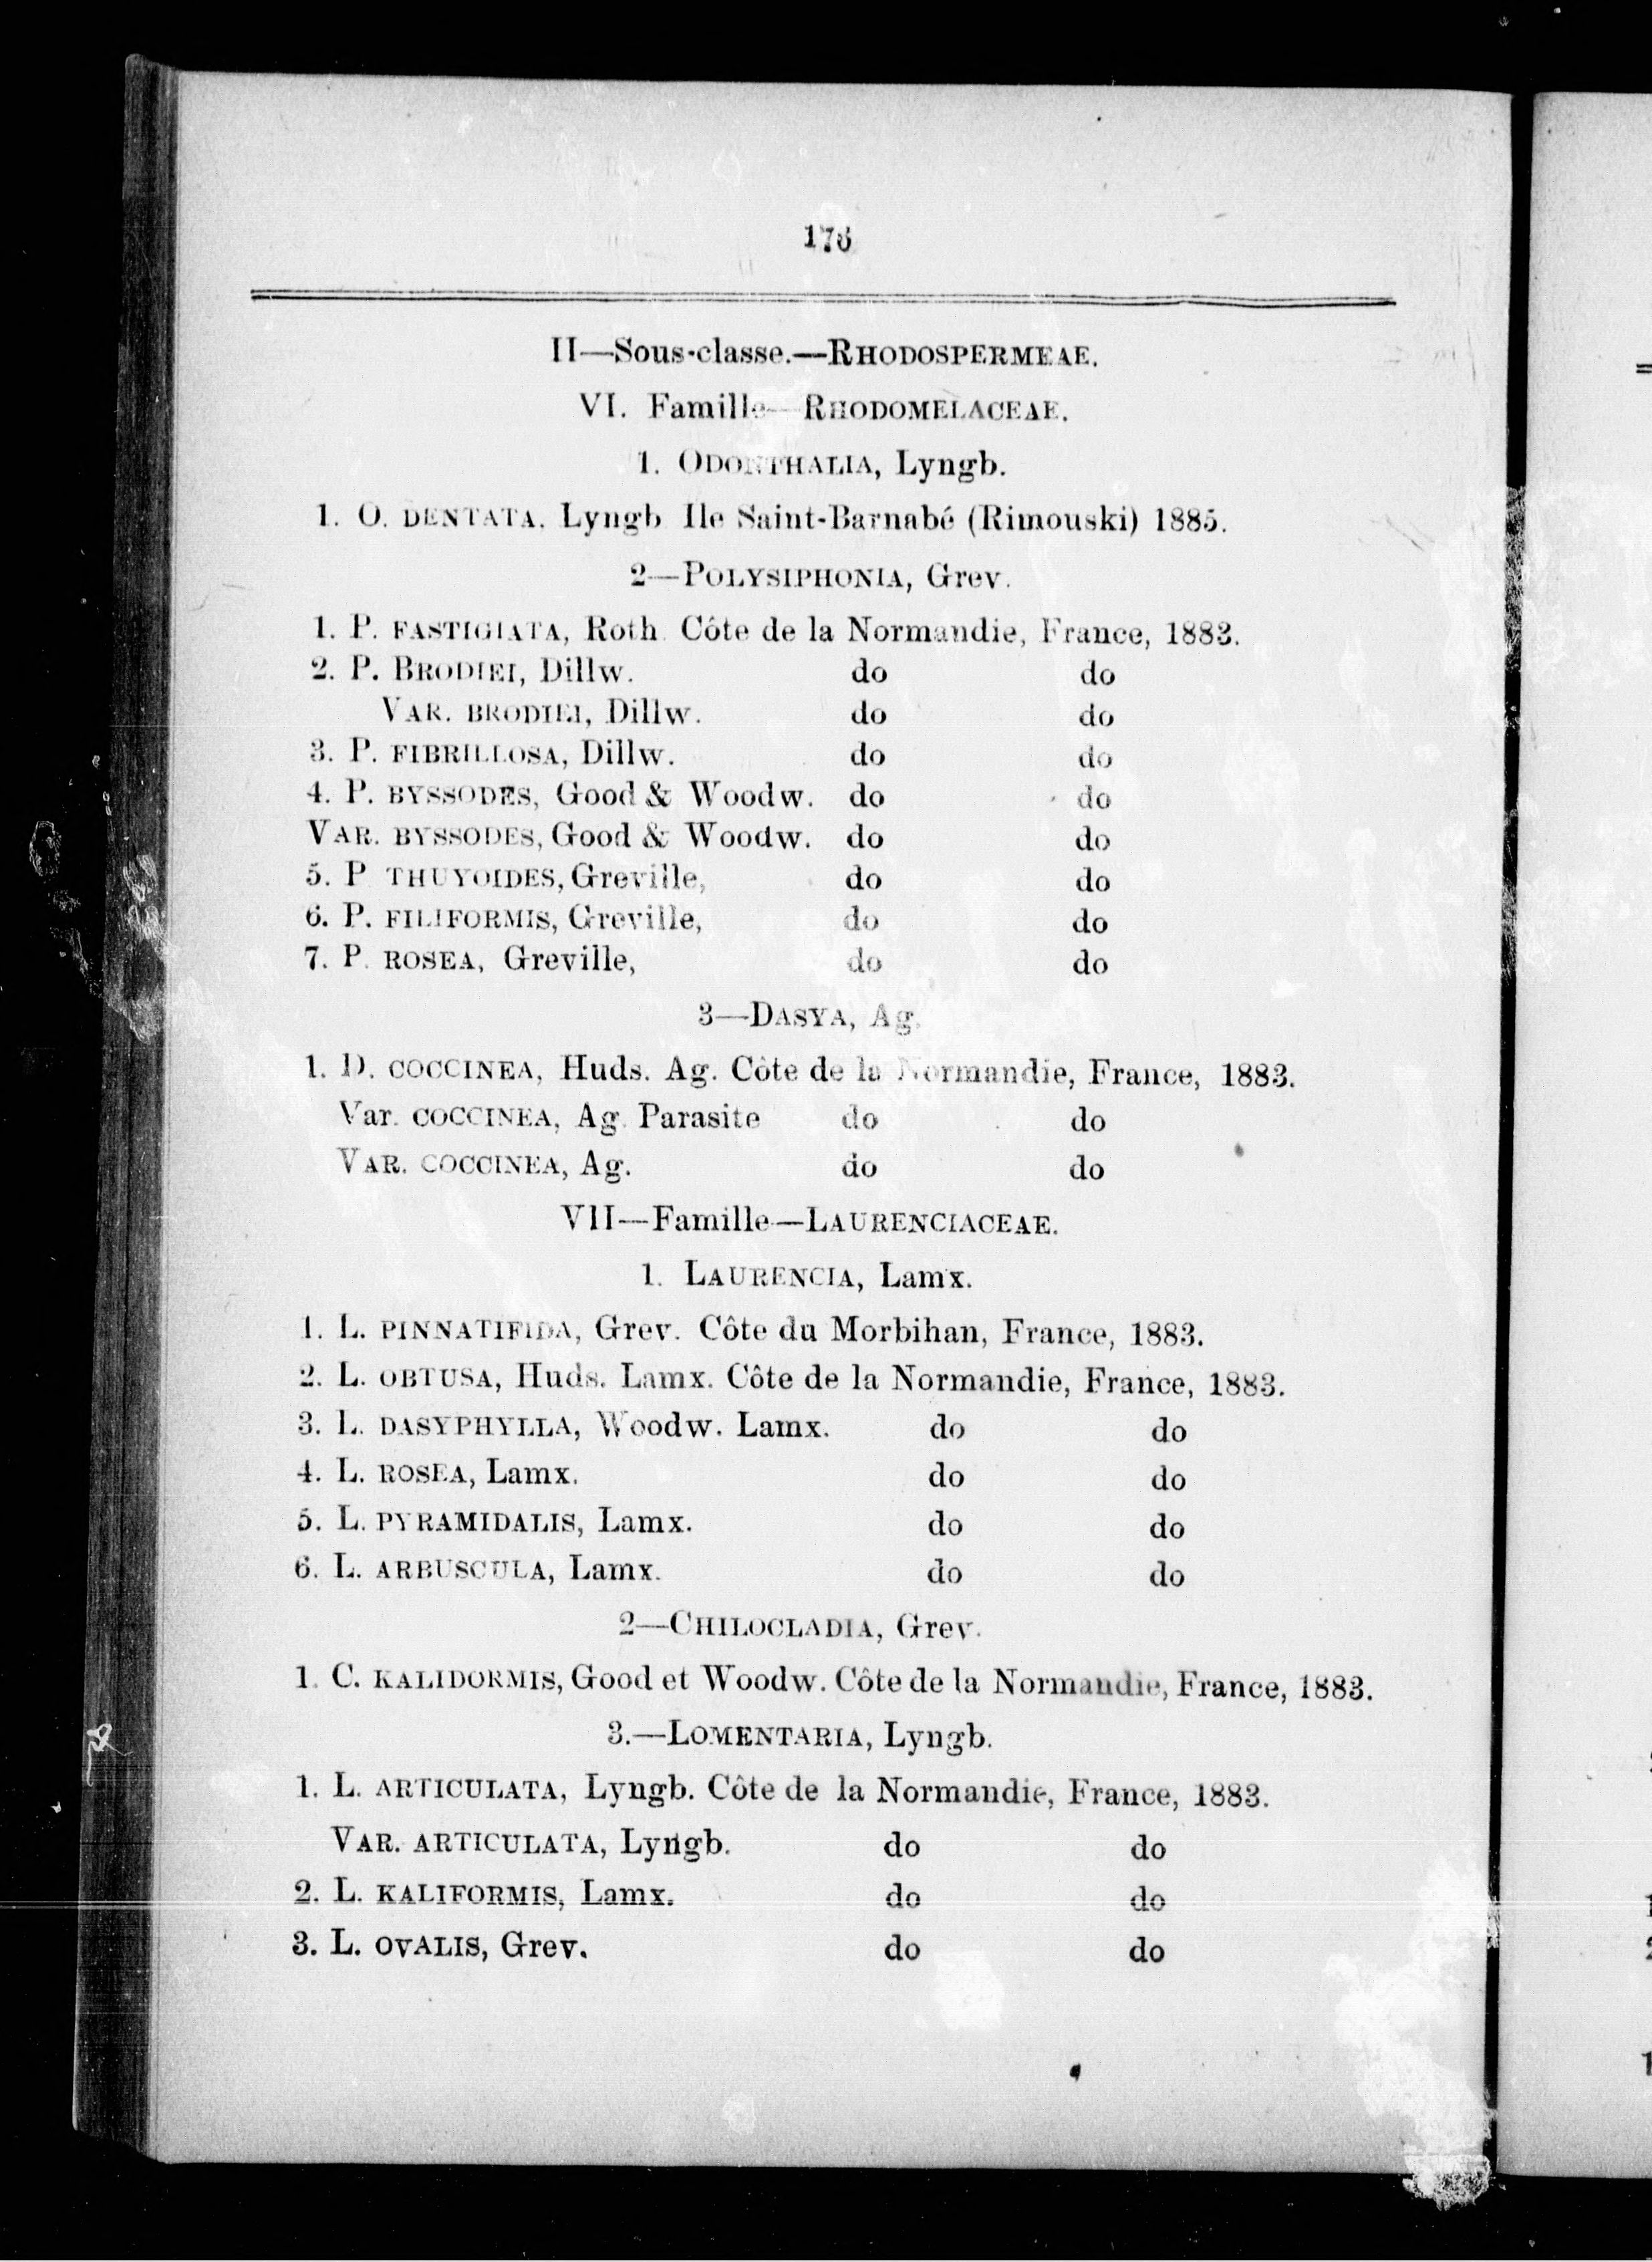 176
II—Sous-classe.—RHODOSPERMEAE.
VI. Famille—RHODOMELACEAE.
1. ODONTHALIA, Lyngb.
1. O. DENTATA. Lyngb Ile Saint-Barnabé (Rimouski) 1885.
2—POLYSIPHONIA, Grev.
1. P. FASTIGIATA, Roth. Côte de la Normandie, France, 1883.
2. P. BRODIEI, Dillw. do do
VAR. BRODIEI, Dillw. do do
3. P. FIBRILLOSA, Dillw. do do
4. P. BYSSODES, Good & Woodw. do do
VAR. BYSSODES, Good & Woodw. do do
5. P THUYOIDES, Greville, do do
6. P. FILIFORMIS, Greville, do do
7. P. ROSEA, Greville, do do
3—DASYA, Ag.
1. D. COCCINEA, Huds. Ag. Côte de la Normandie, France, 1883.
Var. COCCINEA, Ag. Parasite do do
VAR. COCCINEA, Ag. do do
VII—Famille—LAURENCIACEAE.
1. LAURENCIA, Lamx.
1. L. PINNATIFIDA, Grev. Côte du Morbihan, France, 1883.
2. L. OBTUSA, Huds. Lamx. Côte de la Normandie, France, 1883.
3. L. DASYPHYLLA, Woodw. Lamx. do do
4. L. ROSEA, Lamx. do do
5. L. PYRAMIDALIS, Lamx. do do
6. L. ARBUSCULA, Lamx. do do
2—CHILOCLADIA, Grev.
1. C. KALIDORMIS, Good et Woodw. Côte de la Normandie, France, 1883.
3.—LOMENTARIA, Lyngb.
1. L. ARTICULATA, Lyngb. Côte de la Normandie, France, 1883.
VAR. ARTICULATA, Lyngb. do do
2. L. KALIFORMIS, Lamx. do do
3. L. OVALIS, Grev. do do